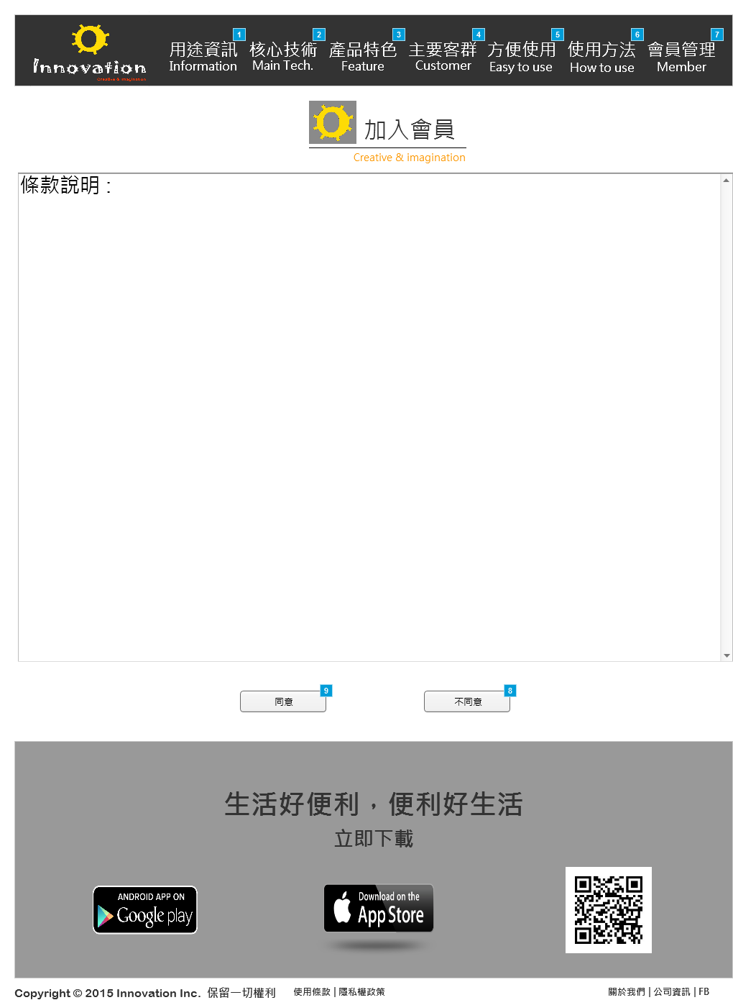 Innovation
Creative & imagination
1
用途資訊
Information
2
核心技術
Main Tech.
3
產品特色
Feature
4
主要客群
Customer
5
方便使用
Easy to use
6
使用方法
How to use
7
會員管理
Member
加入會員
Creative & imagination
條款說明：
同意 9
不同意 8
生活好便利，便利好生活
立即下載
ANDROID APP ON
Google play
Download on the
App Store
Copyright © 2015 Innovation Inc. 保留一切權利 使用條款 | 隱私權政策 關於我們 | 公司資訊 | FB